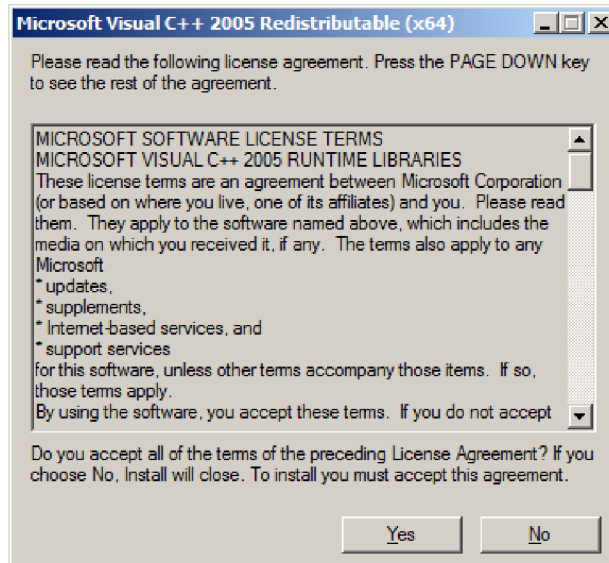 Microsoft Visual C++ 2005 Redistributable (x64)
Please read the following license agreement. Press the PAGE DOWN key
to see the rest of the agreement.
MICROSOFT SOFTWARE LICENSE TERMS
MICROSOFT VISUAL C++ 2005 RUNTIME LIBRARIES
These license terms are an agreement between Microsoft Corporation
(or based on where you live, one of its affiliates) and you.  Please read
them.  They apply to the software named above, which includes the
media on which you received it, if any.  The terms also apply to any
Microsoft
* updates,
* supplements,
* Internet-based services, and
* support services
for this software, unless other terms accompany those items.  If so,
those terms apply.
By using the software, you accept these terms.  If you do not accept
Do you accept all of the terms of the preceding License Agreement? If you
choose No, Install will close. To install you must accept this agreement.
Yes No